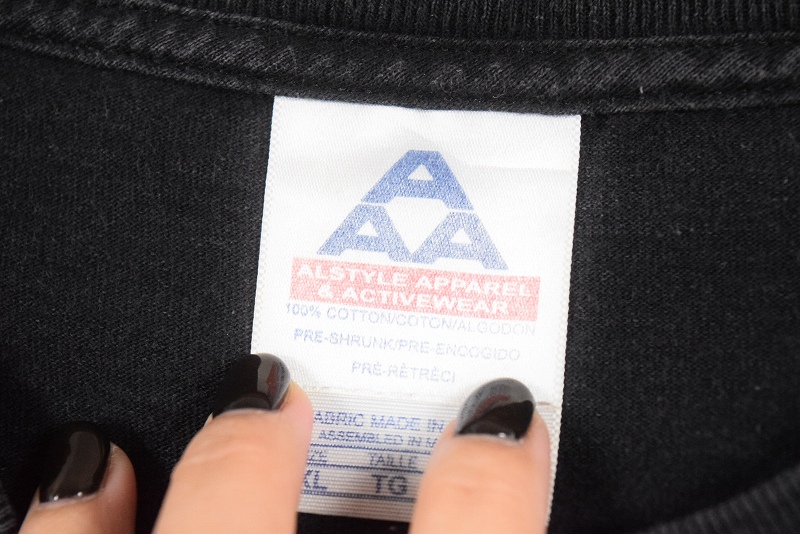 A
AA
ALSTYLE APPAREL
& ACTIVEWEAR
100% COTTON/COTON/ALGODON
PRE-SHRUNK/PRE-ENCOGIDO
PRÉ-RÉTRÉCI
FABRIC MADE IN
ASSEMBLED IN
TAILLE
XL TG